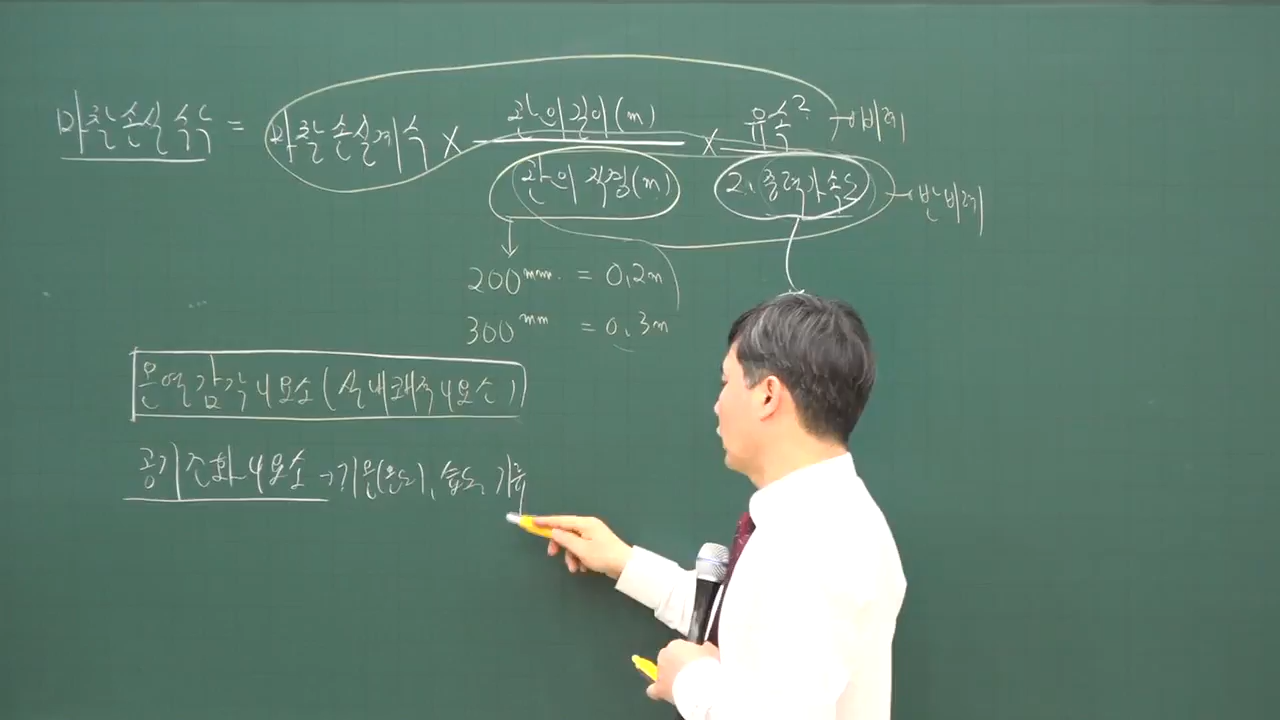 마찰손실수두 = 마찰손실계수 × 관의길이(m) / 관의직경(m) × 유속² / 2.중력가속도
→비례
→반비례
200mm = 0.2m
300mm = 0.3m
온열감각4요소(실내쾌적4요소)
공기조화4요소→기온(온도), 습도, 기류